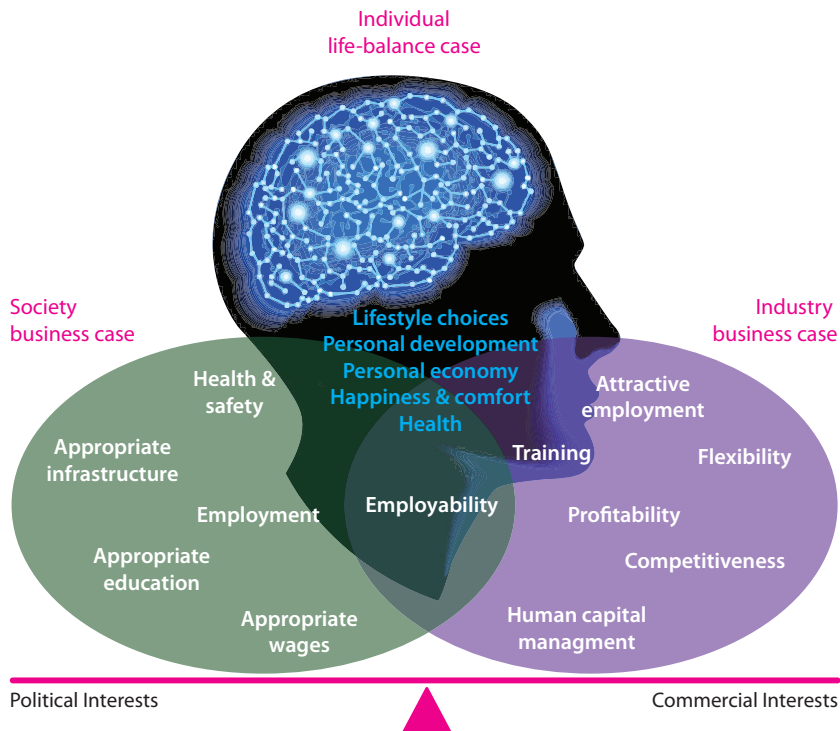 Individual
life-balance case
Society
business case
Industry
business case
Lifestyle choices
Personal development
Personal economy
Happiness & comfort
Health
Health &
safety
Appropriate
infrastructure
Employment
Appropriate
education
Appropriate
wages
Employability
Attractive
employment
Training
Flexibility
Profitability
Competitiveness
Human capital
managment
Political Interests
Commercial Interests